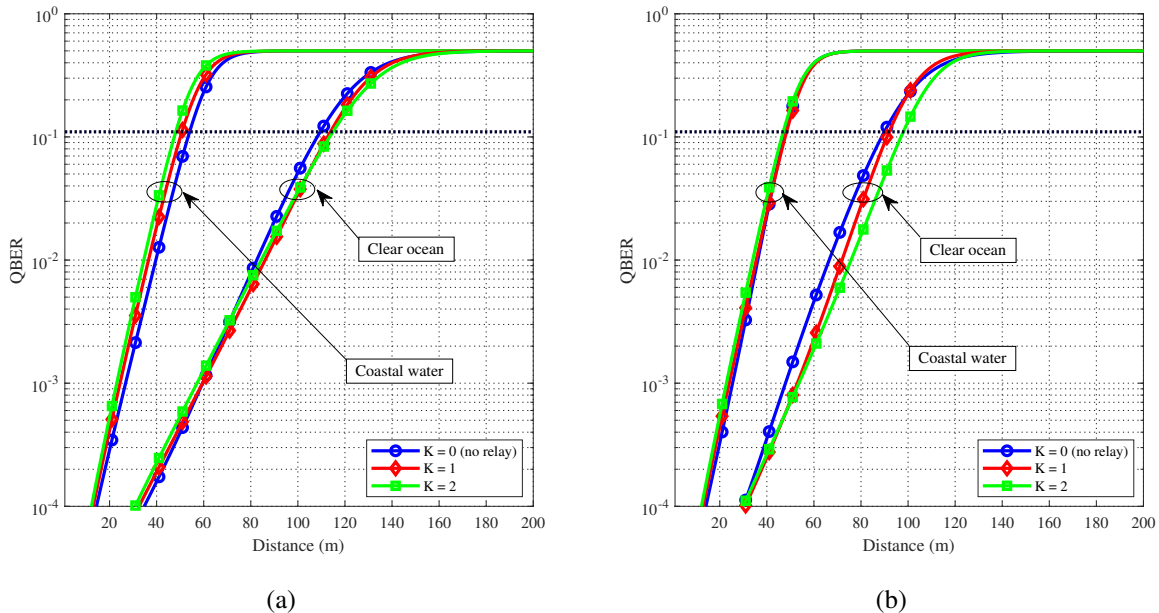 10^0
10^-1
10^-2
10^-3
10^-4
QBER
20 40 60 80 100 120 140 160 180 200
Distance (m)
Clear ocean
Coastal water
K = 0 (no relay)
K = 1
K = 2
(a)
10^0
10^-1
10^-2
10^-3
10^-4
QBER
20 40 60 80 100 120 140 160 180 200
Distance (m)
Clear ocean
Coastal water
K = 0 (no relay)
K = 1
K = 2
(b)